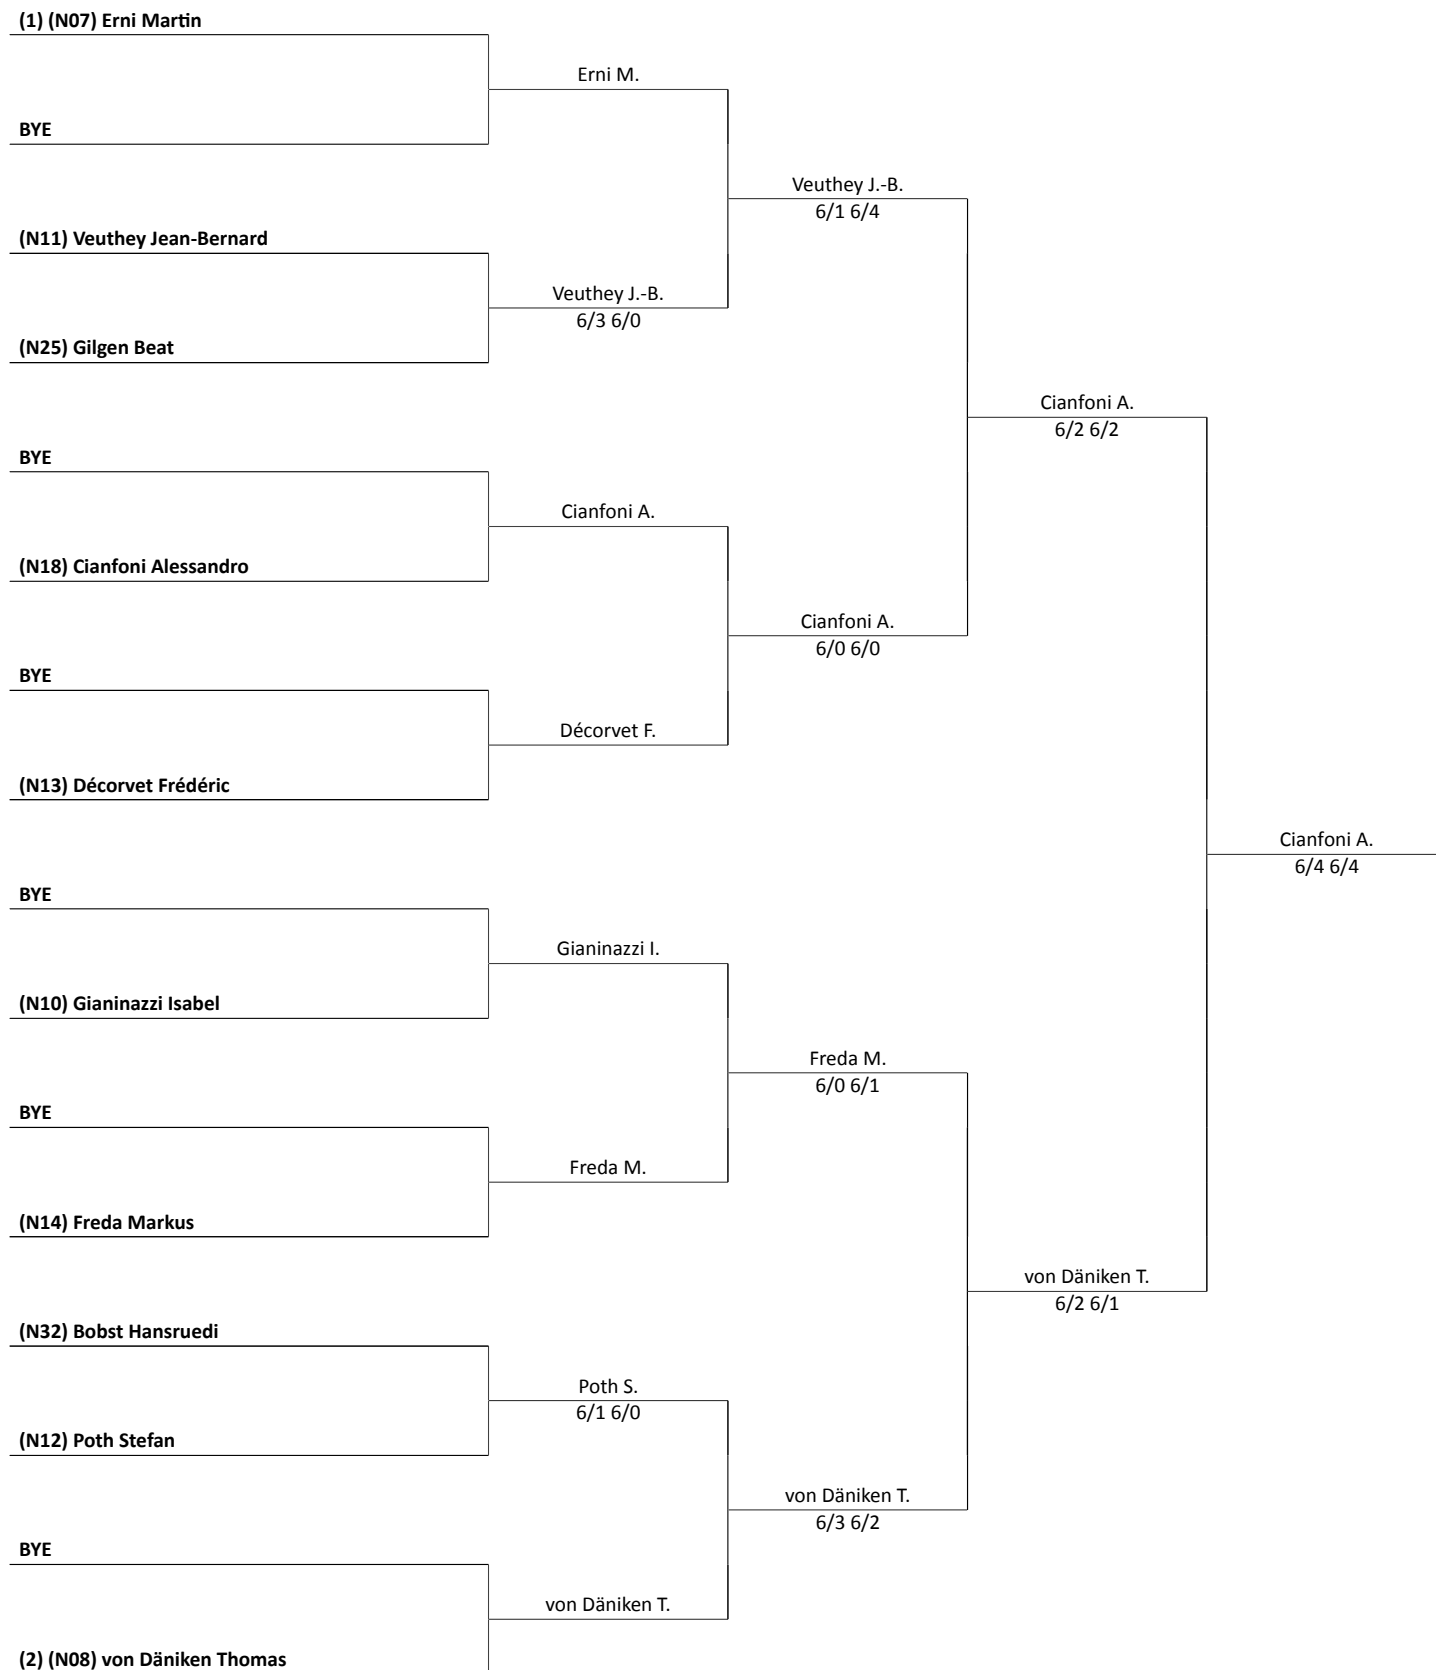 (1) (N07) Erni Martin
Erni M.
BYE
Veuthey J.-B.
6/1 6/4
(N11) Veuthey Jean-Bernard
Veuthey J.-B.
6/3 6/0
(N25) Gilgen Beat
Cianfoni A.
6/2 6/2
BYE
Cianfoni A.
(N18) Cianfoni Alessandro
Cianfoni A.
6/0 6/0
BYE
Décorvet F.
(N13) Décorvet Frédéric
Cianfoni A.
6/4 6/4
BYE
Gianinazzi I.
(N10) Gianinazzi Isabel
Freda M.
6/0 6/1
BYE
Freda M.
(N14) Freda Markus
von Däniken T.
6/2 6/1
(N32) Bobst Hansruedi
Poth S.
6/1 6/0
(N12) Poth Stefan
von Däniken T.
6/3 6/2
BYE
von Däniken T.
(2) (N08) von Däniken Thomas